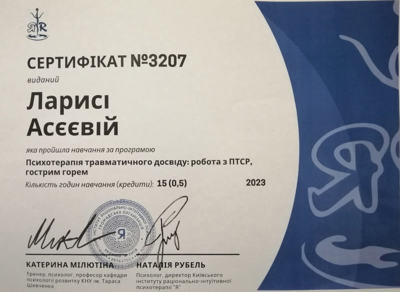 СЕРТИФІКАТ №3207
виданий
Ларисі
Асєєвій
яка пройшла навчання за програмою
Психотерапія травматичного досвіду: робота з ПТСР,
гострим горем
Кількість годин навчання (кредити): 15 (0,5) 2023
КАТЕРИНА МІЛЮТІНА НАТАЛІЯ РУБЕЛЬ
Тренер, психолог, професор кафедри Психолог, директор Київського
психології розвитку КНУ ім. Тараса інституту раціонально-інтуїтивної
Шевченка психотерапії "Я"